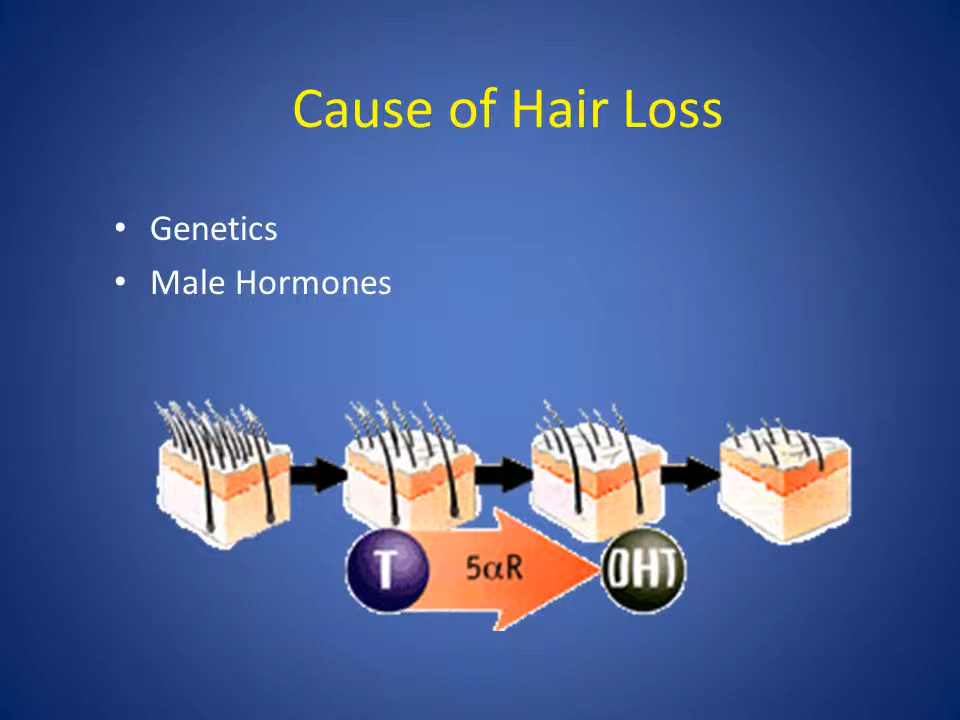 Cause of Hair Loss
• Genetics
• Male Hormones
T
5αR
DHT